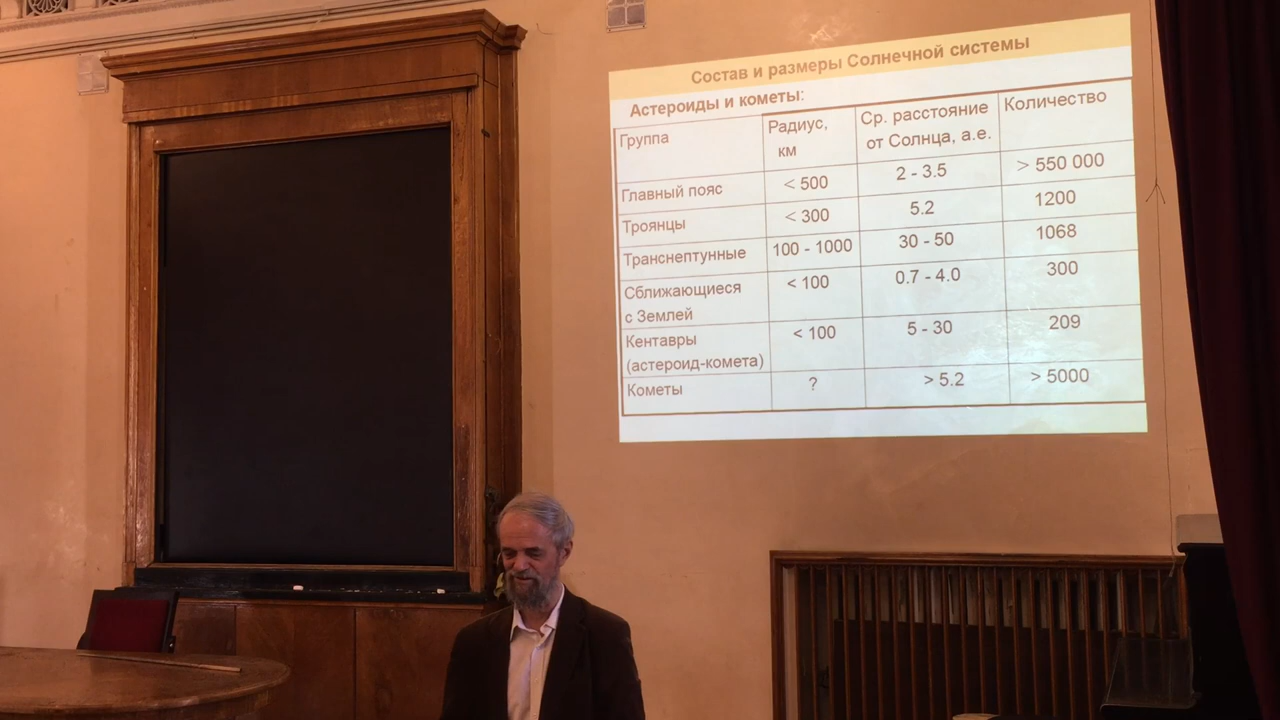 Состав и размеры Солнечной системы
Астероиды и кометы:
Группа Радиус, км Ср. расстояние от Солнца, а.е. Количество
Главный пояс < 500 2 - 3.5 > 550 000
Троянцы < 300 5.2 1200
Транснептунные 100 - 1000 30 - 50 1068
Сближающиеся с Землей < 100 0.7 - 4.0 300
Кентавры (астероид-комета) < 100 5 - 30 209
Кометы ? > 5.2 > 5000